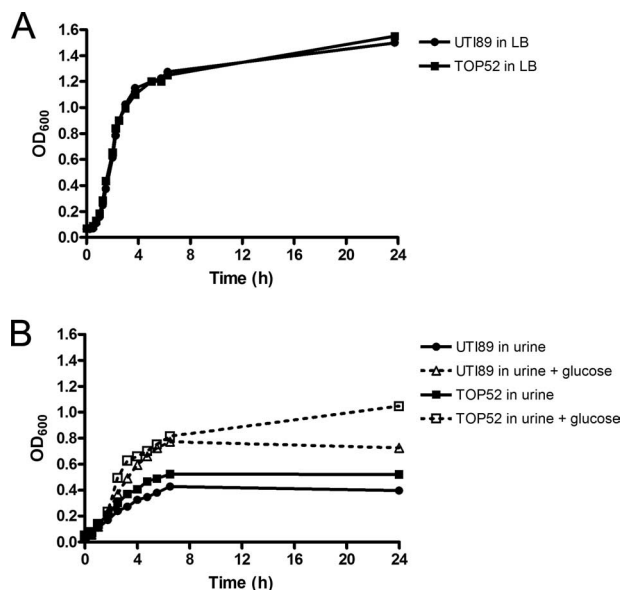 A
1.6
1.4
1.2
1.0
0.8
0.6
0.4
0.2
0.0
OD600
0 4 8 12 16 20 24
Time (h)
UTI89 in LB
TOP52 in LB
B
1.6
1.4
1.2
1.0
0.8
0.6
0.4
0.2
0.0
OD600
0 4 8 12 16 20 24
Time (h)
UTI89 in urine
UTI89 in urine + glucose
TOP52 in urine
TOP52 in urine + glucose